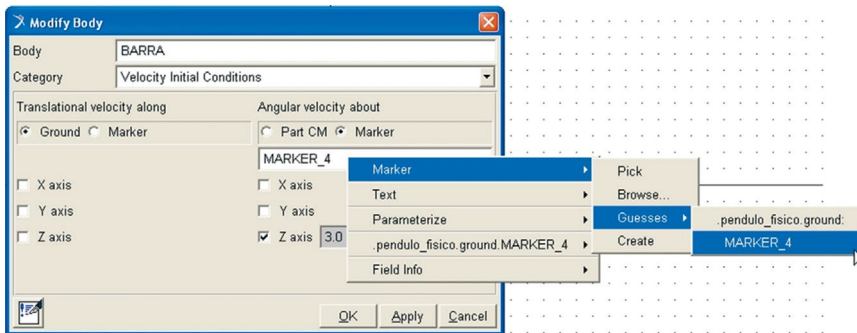 Modify Body
Body BARRA
Category Velocity Initial Conditions
Translational velocity along Angular velocity about
Ground Marker Part CM Marker
MARKER_4
X axis X axis
Y axis Y axis
Z axis Z axis 3.0
Marker
Text
Parameterize
.pendulo_fisico.ground.MARKER_4
Field Info
Pick
Browse...
Guesses
Create
.pendulo_fisico.ground:
MARKER_4
OK Apply Cancel